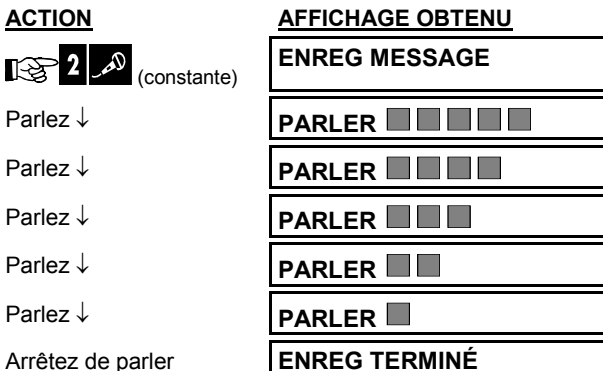 ACTION AFFICHAGE OBTENU
2 (constante) ENREG MESSAGE
Parlez ↓ PARLER ■ ■ ■ ■ ■
Parlez ↓ PARLER ■ ■ ■ ■
Parlez ↓ PARLER ■ ■ ■
Parlez ↓ PARLER ■ ■
Parlez ↓ PARLER ■
Arrêtez de parler ENREG TERMINÉ